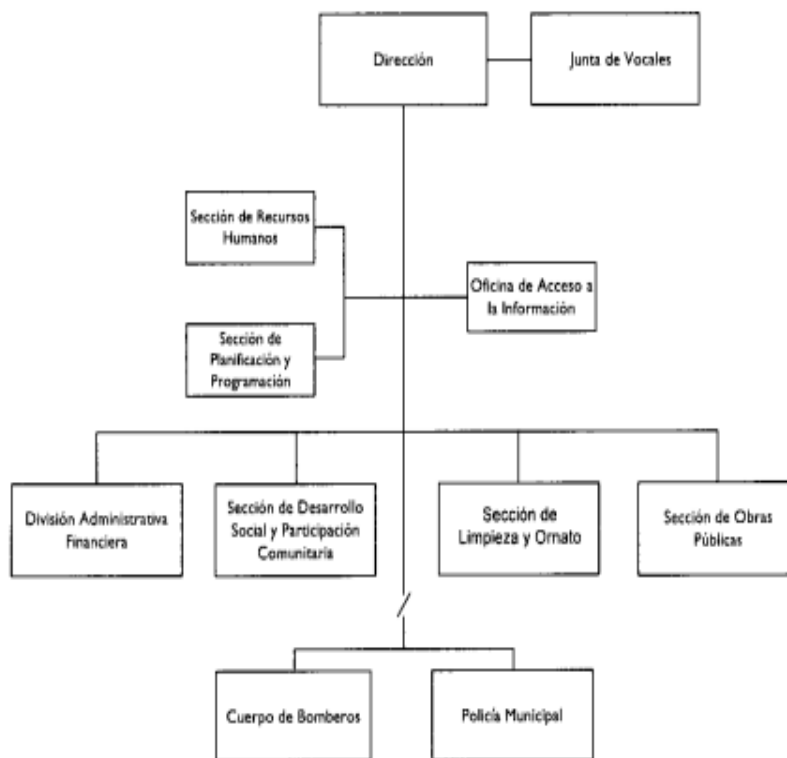 Dirección
Junta de Vocales
Sección de Recursos
Humanos
Oficina de Acceso a
la Información
Sección de
Planificación y
Programación
División Administrativa
Financiera
Sección de Desarrollo
Social y Participación
Comunitaria
Sección de
Limpieza y Ornato
Sección de Obras
Públicas
Cuerpo de Bomberos
Policía Municipal